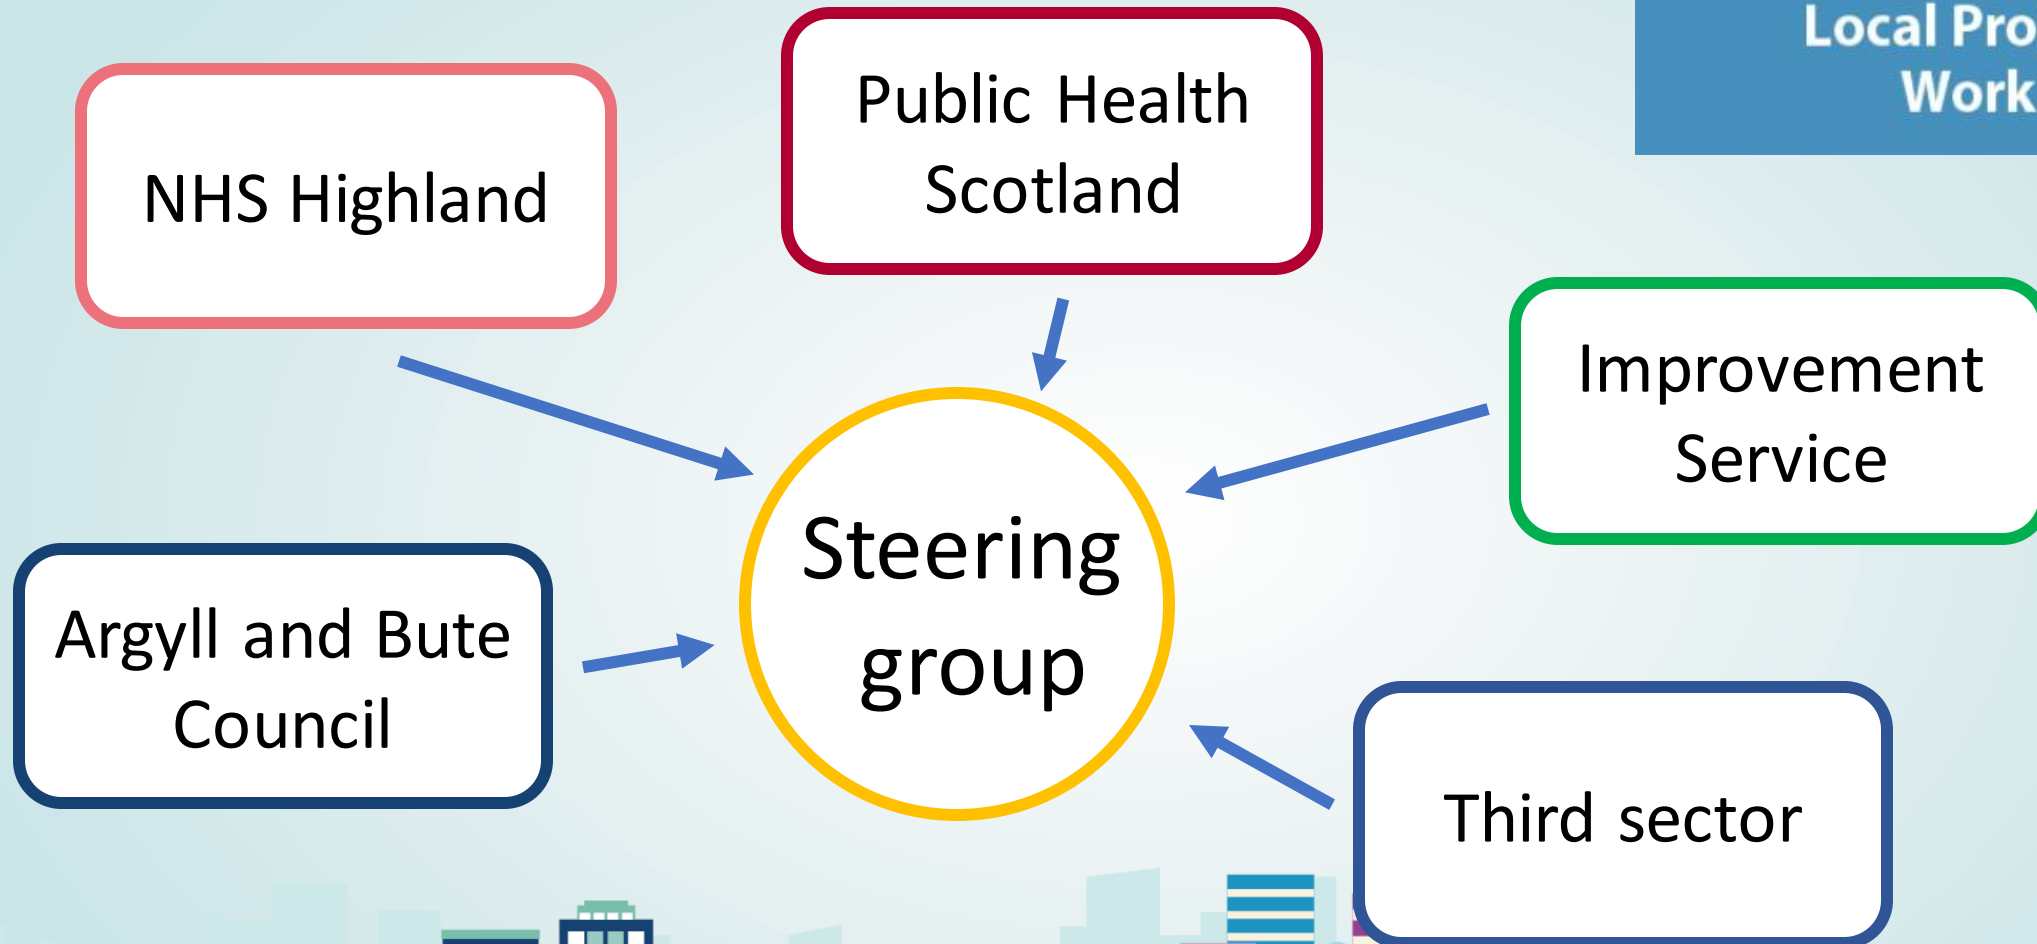 Local Pro
Work
Public Health
Scotland
NHS Highland
Improvement
Service
Steering
group
Argyll and Bute
Council
Third sector